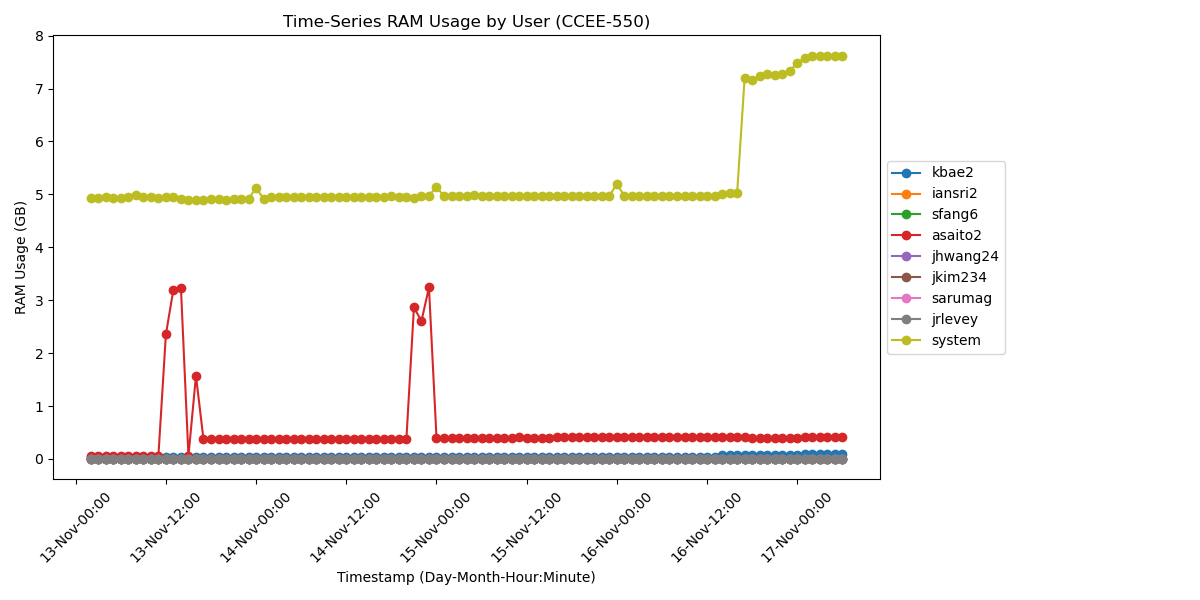 Time-Series RAM Usage by User (CCEE-550)
8
7
6
5
4
3
2
1
0
RAM Usage (GB)
13-Nov-00:00
13-Nov-12:00
14-Nov-00:00
14-Nov-12:00
15-Nov-00:00
15-Nov-12:00
16-Nov-00:00
16-Nov-12:00
17-Nov-00:00
Timestamp (Day-Month-Hour:Minute)
kbae2
iansri2
sfang6
asaito2
jhwang24
jkim234
sarumag
jrlevey
system